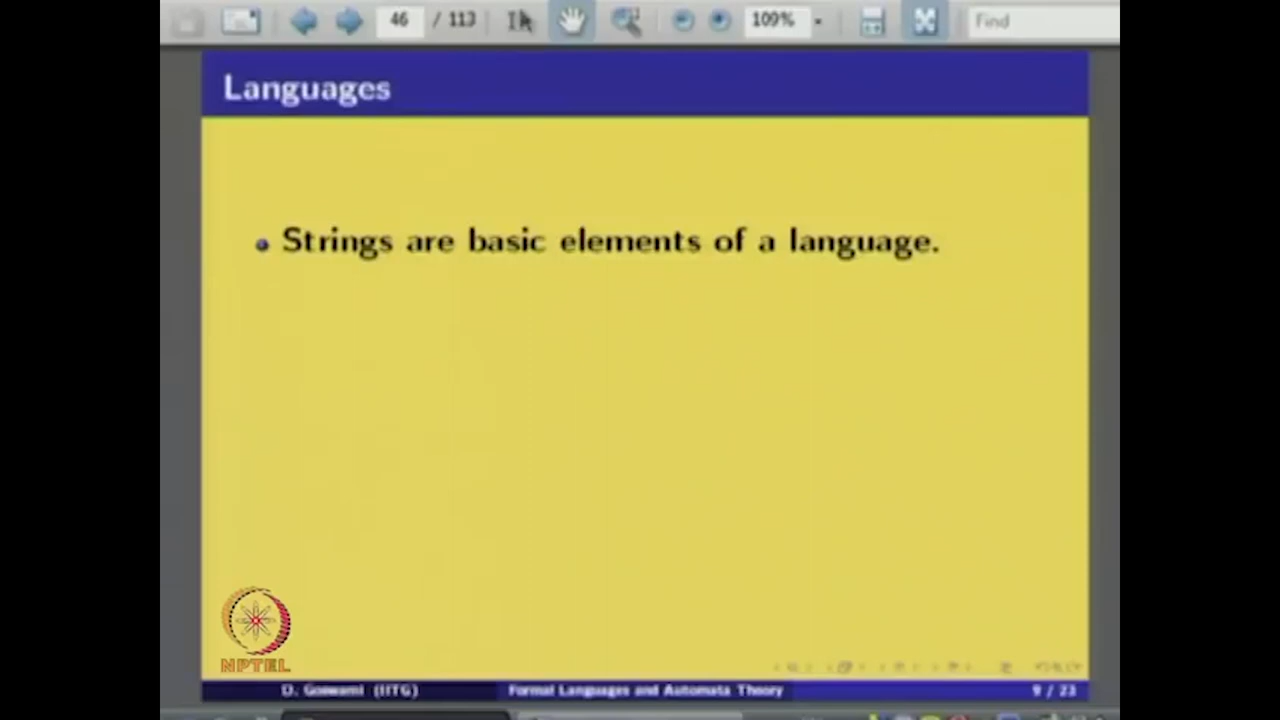 46 / 113
109%
Find
Languages
Strings are basic elements of a language.
NPTEL
D. Goswami (IITG)
Formal Languages and Automata Theory
9 / 23